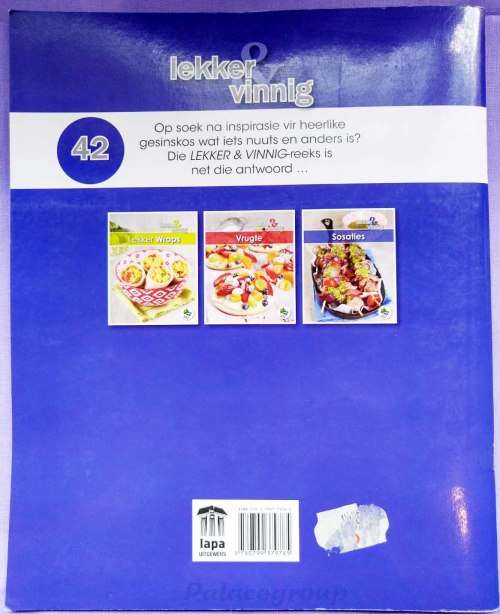 lekker &
vinnig
42
Op soek na inspirasie vir heerlike
gesinskos wat iets nuuts en anders is?
Die LEKKER & VINNIG-reeks is
net die antwoord ...
Lekker Wraps
Vrugte
Sosaties
lapa
UITGEWERS
Palacegroup